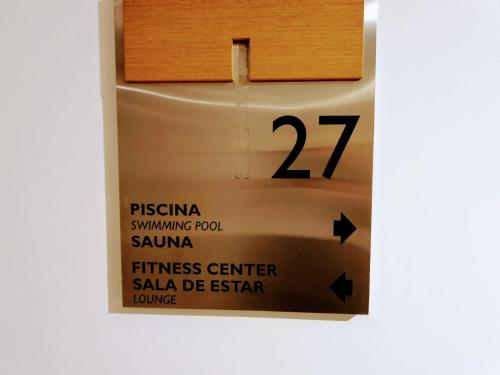 27
PISCINA
SWIMMING POOL
SAUNA
FITNESS CENTER
SALA DE ESTAR
LOUNGE